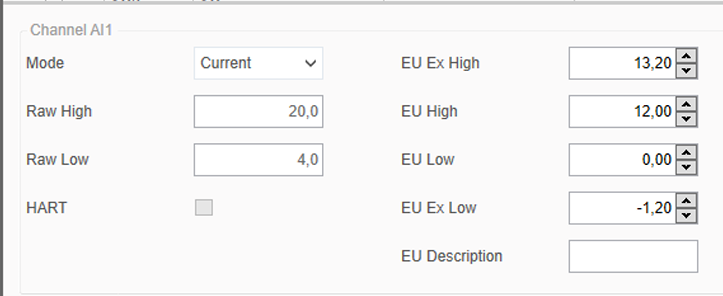 Channel AI1
Mode Current EU Ex High 13,20
Raw High 20,0 EU High 12,00
Raw Low 4,0 EU Low 0,00
HART EU Ex Low -1,20
EU Description